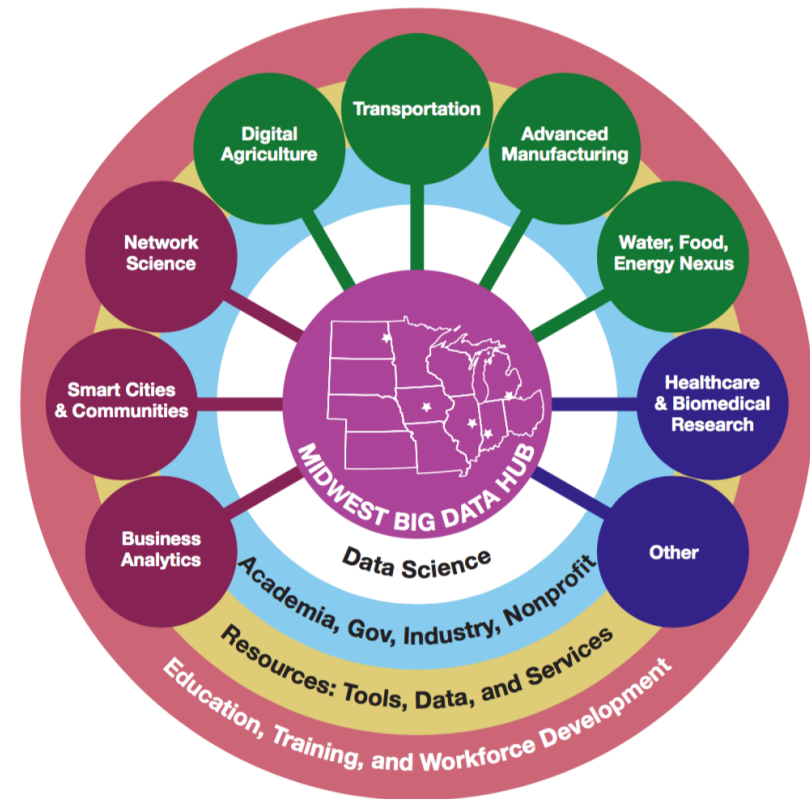 Transportation
Digital
Agriculture
Advanced
Manufacturing
Network
Science
Water, Food,
Energy Nexus
Smart Cities
& Communities
Healthcare
& Biomedical
Research
Business
Analytics
Other
MIDWEST BIG DATA HUB
Data Science
Academia, Gov, Industry, Nonprofit
Resources: Tools, Data, and Services
Education, Training, and Workforce Development